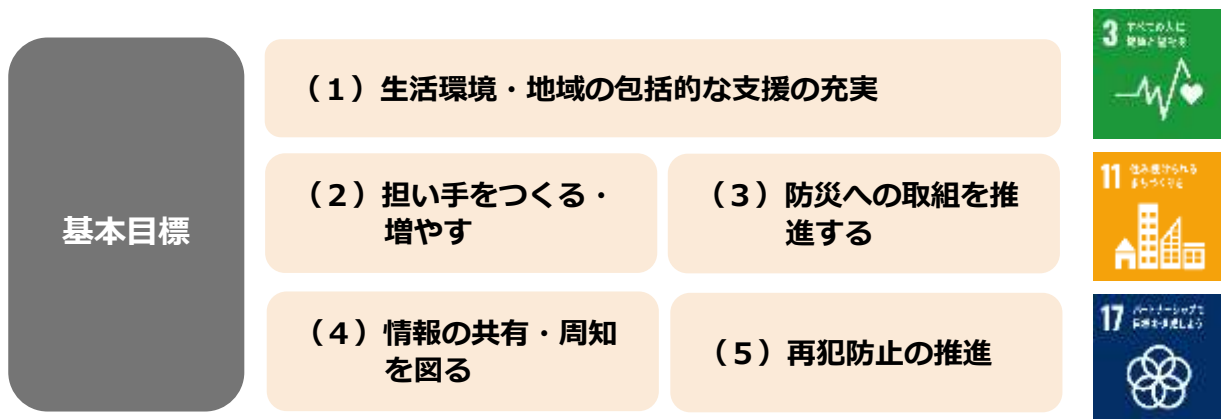 基本目標
（１）生活環境・地域の包括的な支援の充実
（２）担い手をつくる・
増やす
（３）防災への取組を推
進する
（４）情報の共有・周知
を図る
（５）再犯防止の推進
3 すべての人に
健康と福祉を
11 住み続けられる
まちづくりを
17 パートナーシップで
目標を達成しよう